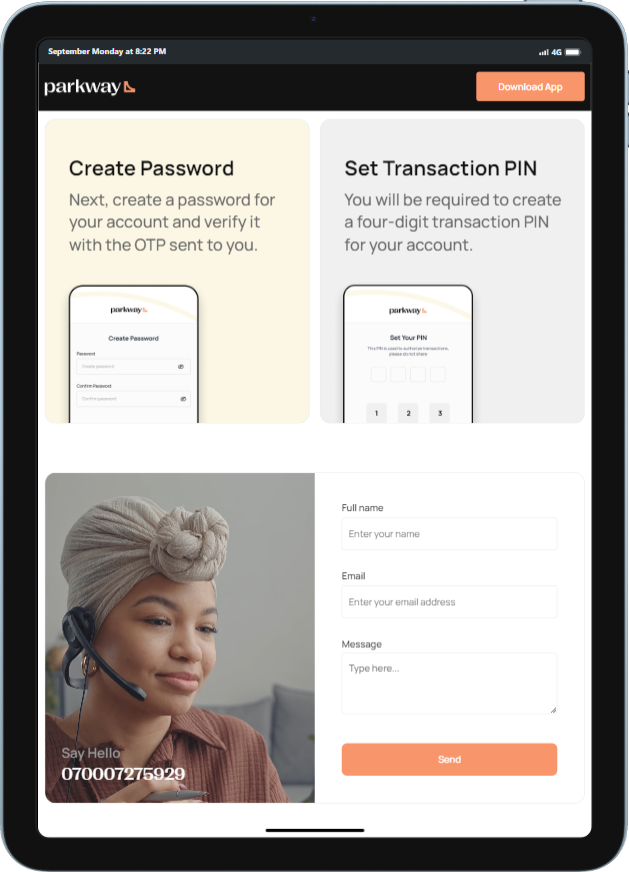 September Monday at 8:22 PM
4G
parkway
Download App
Create Password
Next, create a password for
your account and verify it
with the OTP sent to you.
parkway
Create Password
Password
Create password
Confirm Password
Confirm password
Set Transaction PIN
You will be required to create
a four-digit transaction PIN
for your account.
parkway
Set Your PIN
This PIN is used to authorize transactions,
please do not share
1 2 3
Say Hello
070007275929
Full name
Enter your name
Email
Enter your email address
Message
Type here...
Send